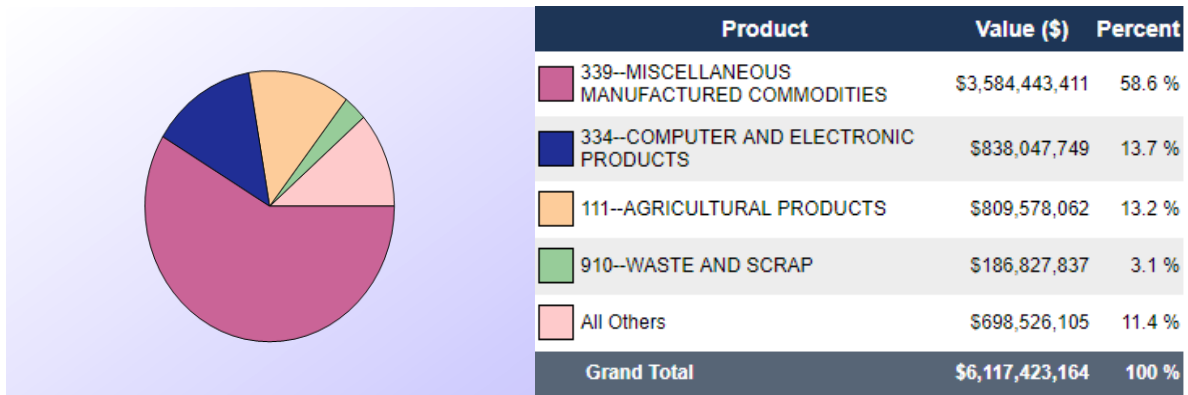 Product Value ($) Percent
339--MISCELLANEOUS
MANUFACTURED COMMODITIES $3,584,443,411 58.6 %
334--COMPUTER AND ELECTRONIC
PRODUCTS $838,047,749 13.7 %
111--AGRICULTURAL PRODUCTS $809,578,062 13.2 %
910--WASTE AND SCRAP $186,827,837 3.1 %
All Others $698,526,105 11.4 %
Grand Total $6,117,423,164 100 %